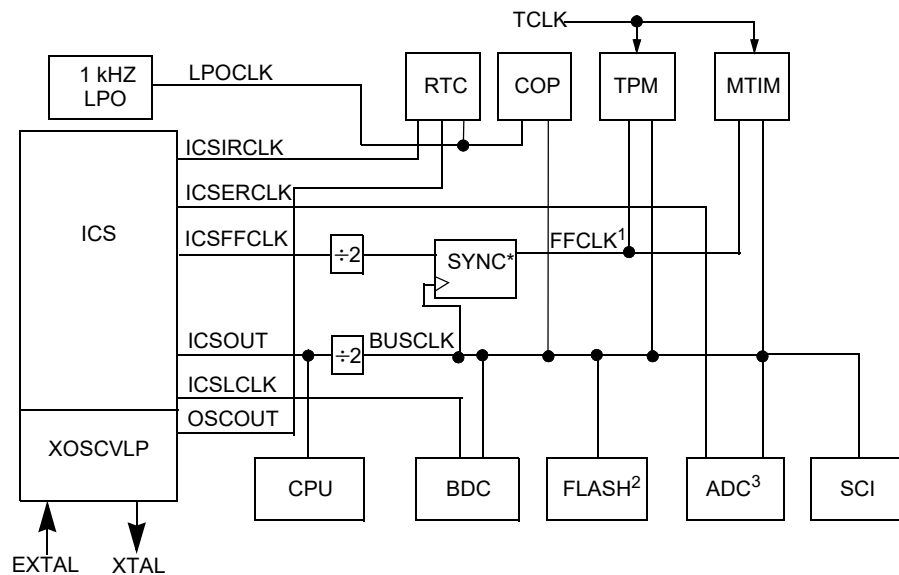 TCLK
1 kHZ
LPO
LPOCLK
RTC
COP
TPM
MTIM
ICS
ICSIRCLK
ICSERCLK
ICSFFCLK
÷2
SYNC*
FFCLK1
ICSOUT
÷2
BUSCLK
ICSLCLK
OSCOUT
XOSCVLP
CPU
BDC
FLASH2
ADC3
SCI
EXTAL
XTAL